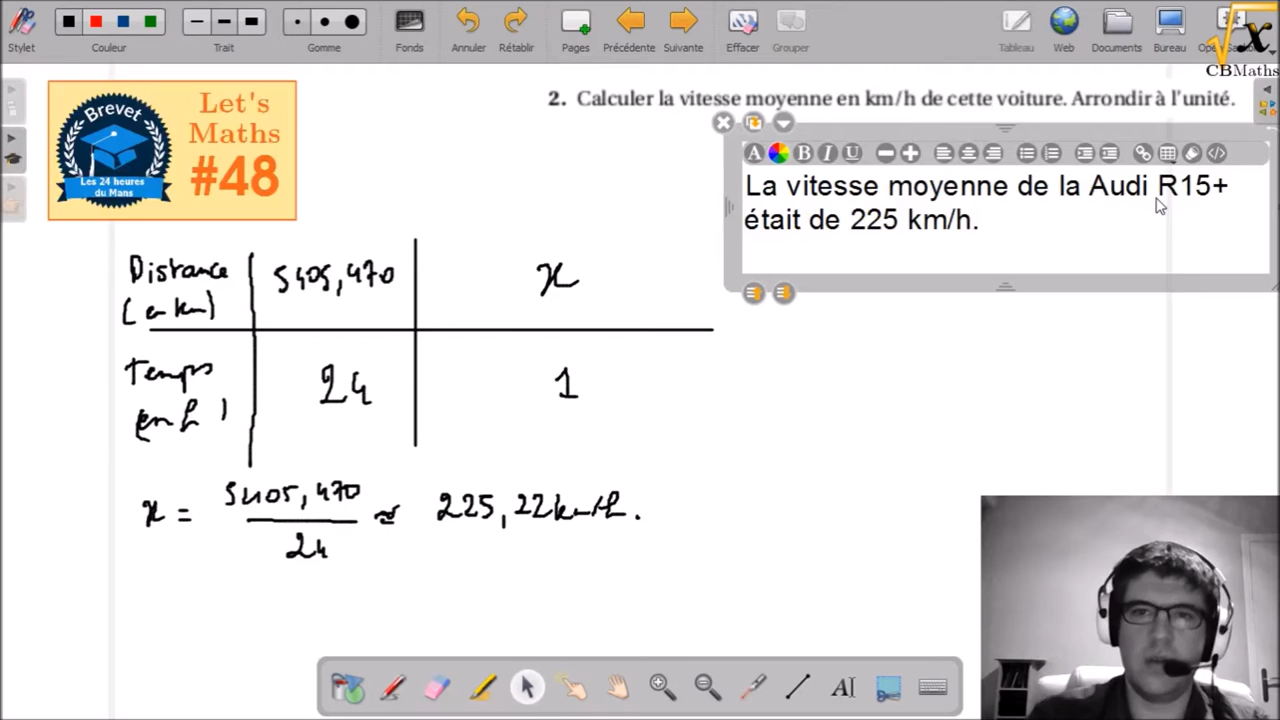 Stylet
Couleur
Trait
Gomme
Fonds
Annuler
Rétablir
Pages
Précédente
Suivante
Effacer
Grouper
Tableau
Web
Documents
Bureau
CBMaths
Brevet
Les 24 heures
du Mans
Let's
Maths
#48
2. Calculer la vitesse moyenne en km/h de cette voiture. Arrondir à l'unité.
A B I U
La vitesse moyenne de la Audi R15+
était de 225 km/h.
Distance 5405,470 x
(en km)
Temps 24 1
(en h)
x = 5405,470 / 24 ≈ 225,22 km/h.